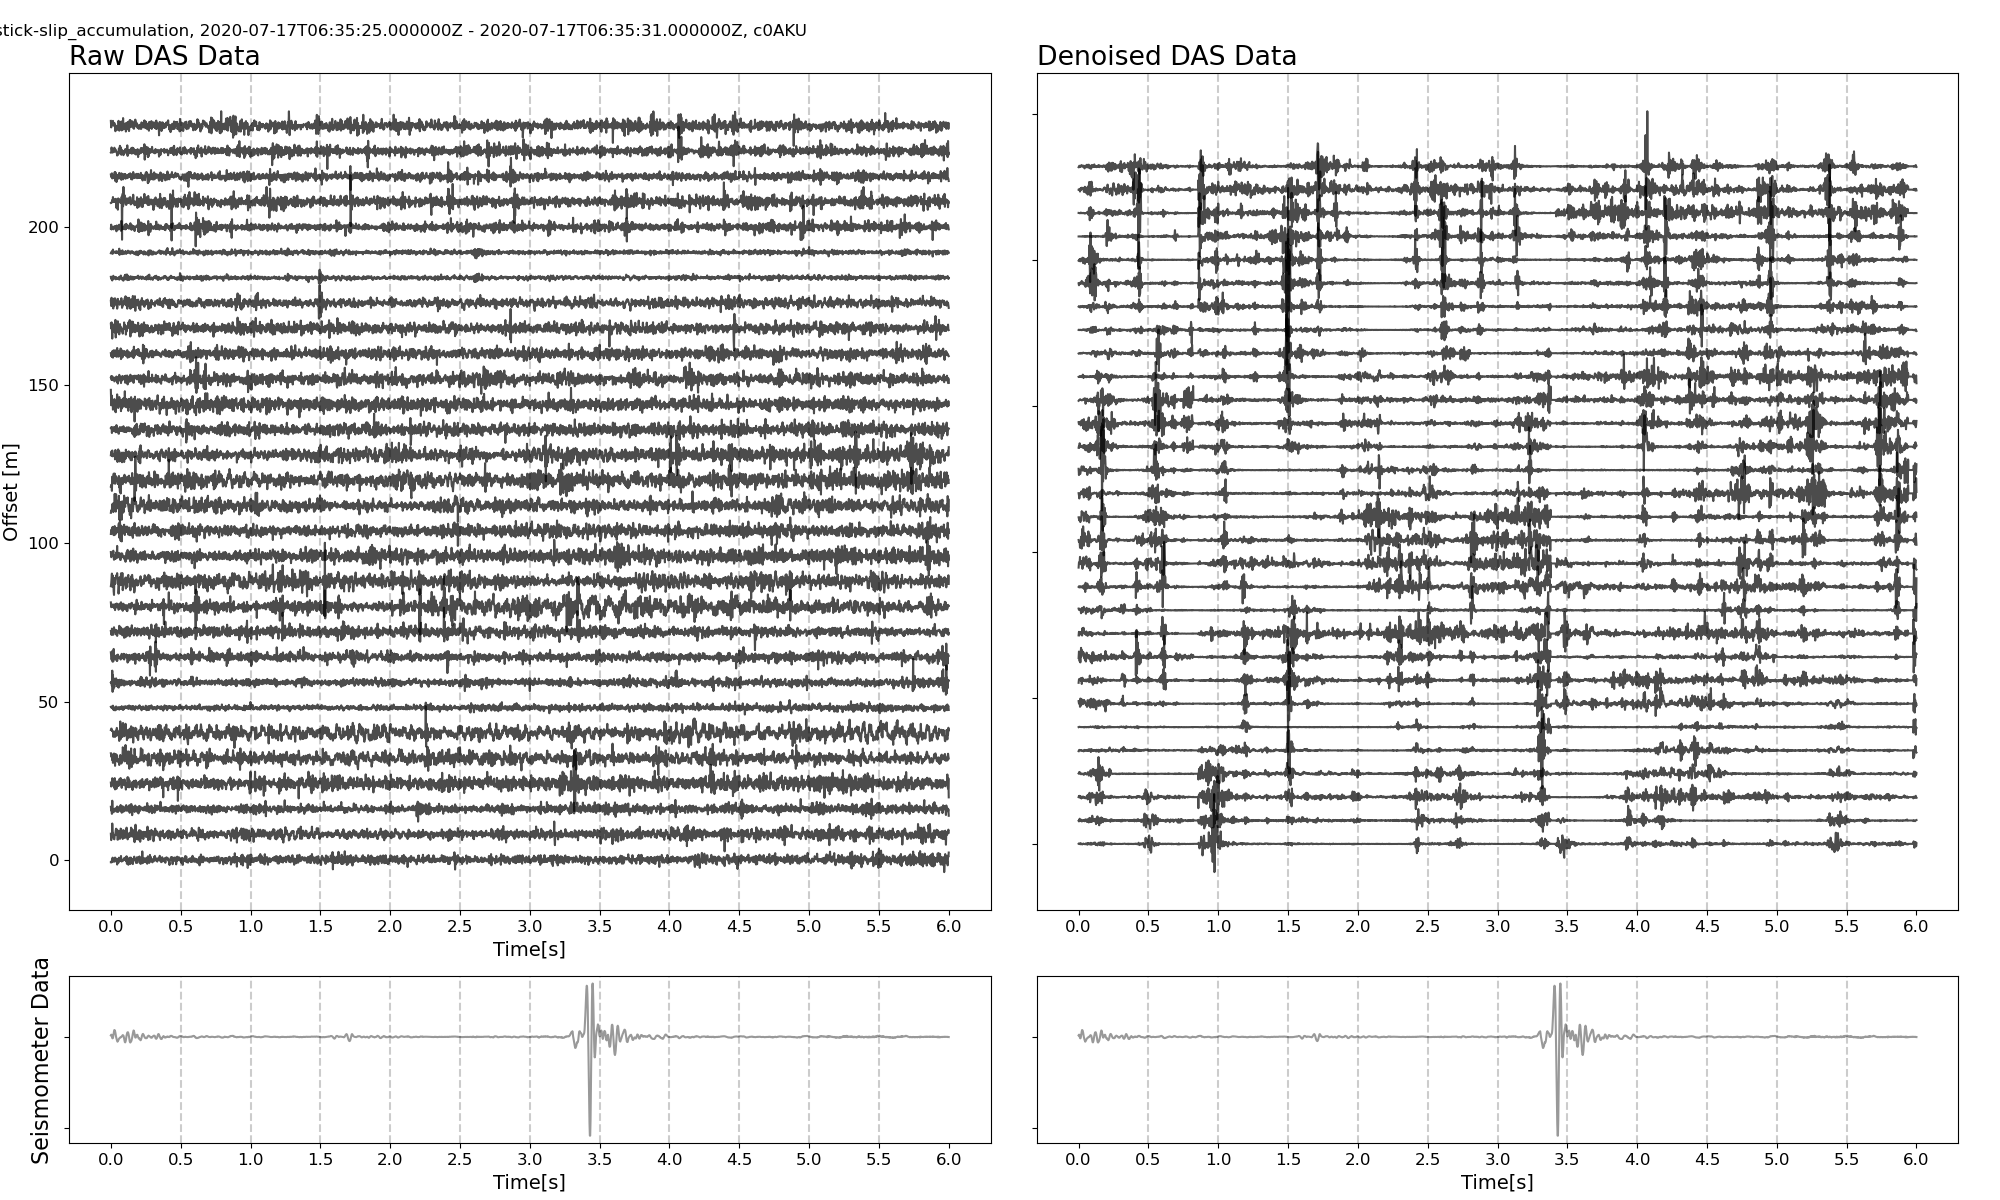 stick-slip_accumulation, 2020-07-17T06:35:25.000000Z - 2020-07-17T06:35:31.000000Z, c0AKU
Raw DAS Data
Denoised DAS Data
Offset [m]
200
150
100
50
0
0.0 0.5 1.0 1.5 2.0 2.5 3.0 3.5 4.0 4.5 5.0 5.5 6.0
Time[s]
0.0 0.5 1.0 1.5 2.0 2.5 3.0 3.5 4.0 4.5 5.0 5.5 6.0
Seismometer Data
0.0 0.5 1.0 1.5 2.0 2.5 3.0 3.5 4.0 4.5 5.0 5.5 6.0
Time[s]
0.0 0.5 1.0 1.5 2.0 2.5 3.0 3.5 4.0 4.5 5.0 5.5 6.0
Time[s]